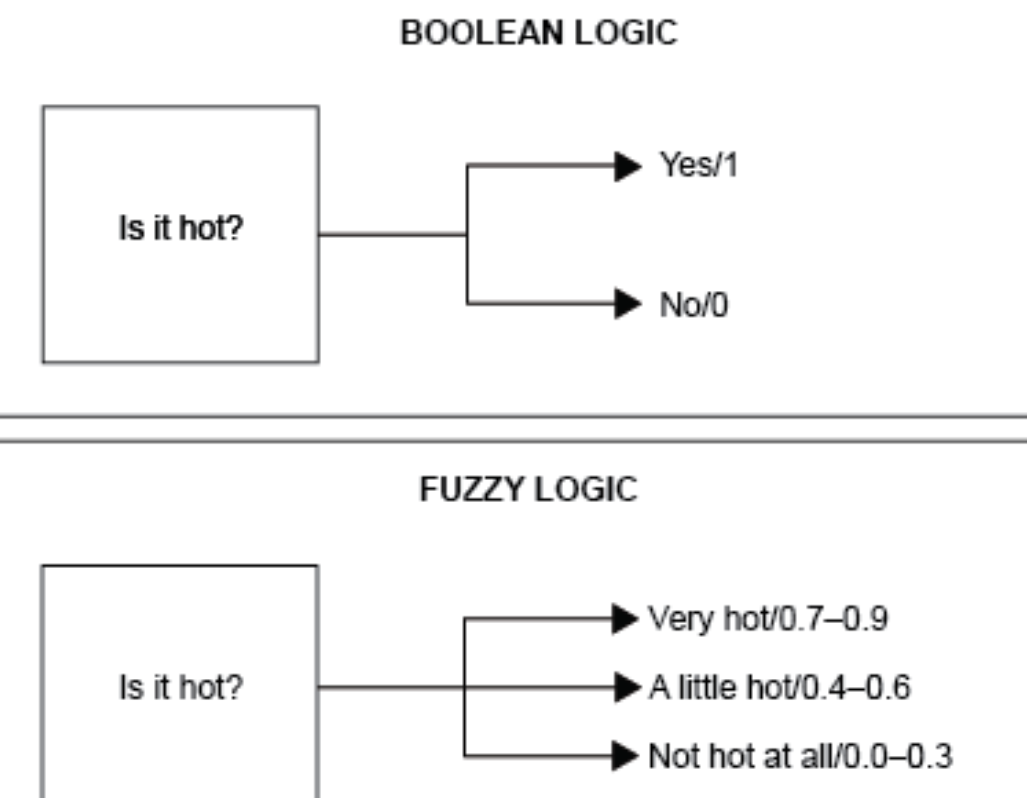 BOOLEAN LOGIC
Is it hot?
Yes/1
No/0
FUZZY LOGIC
Is it hot?
Very hot/0.7–0.9
A little hot/0.4–0.6
Not hot at all/0.0–0.3